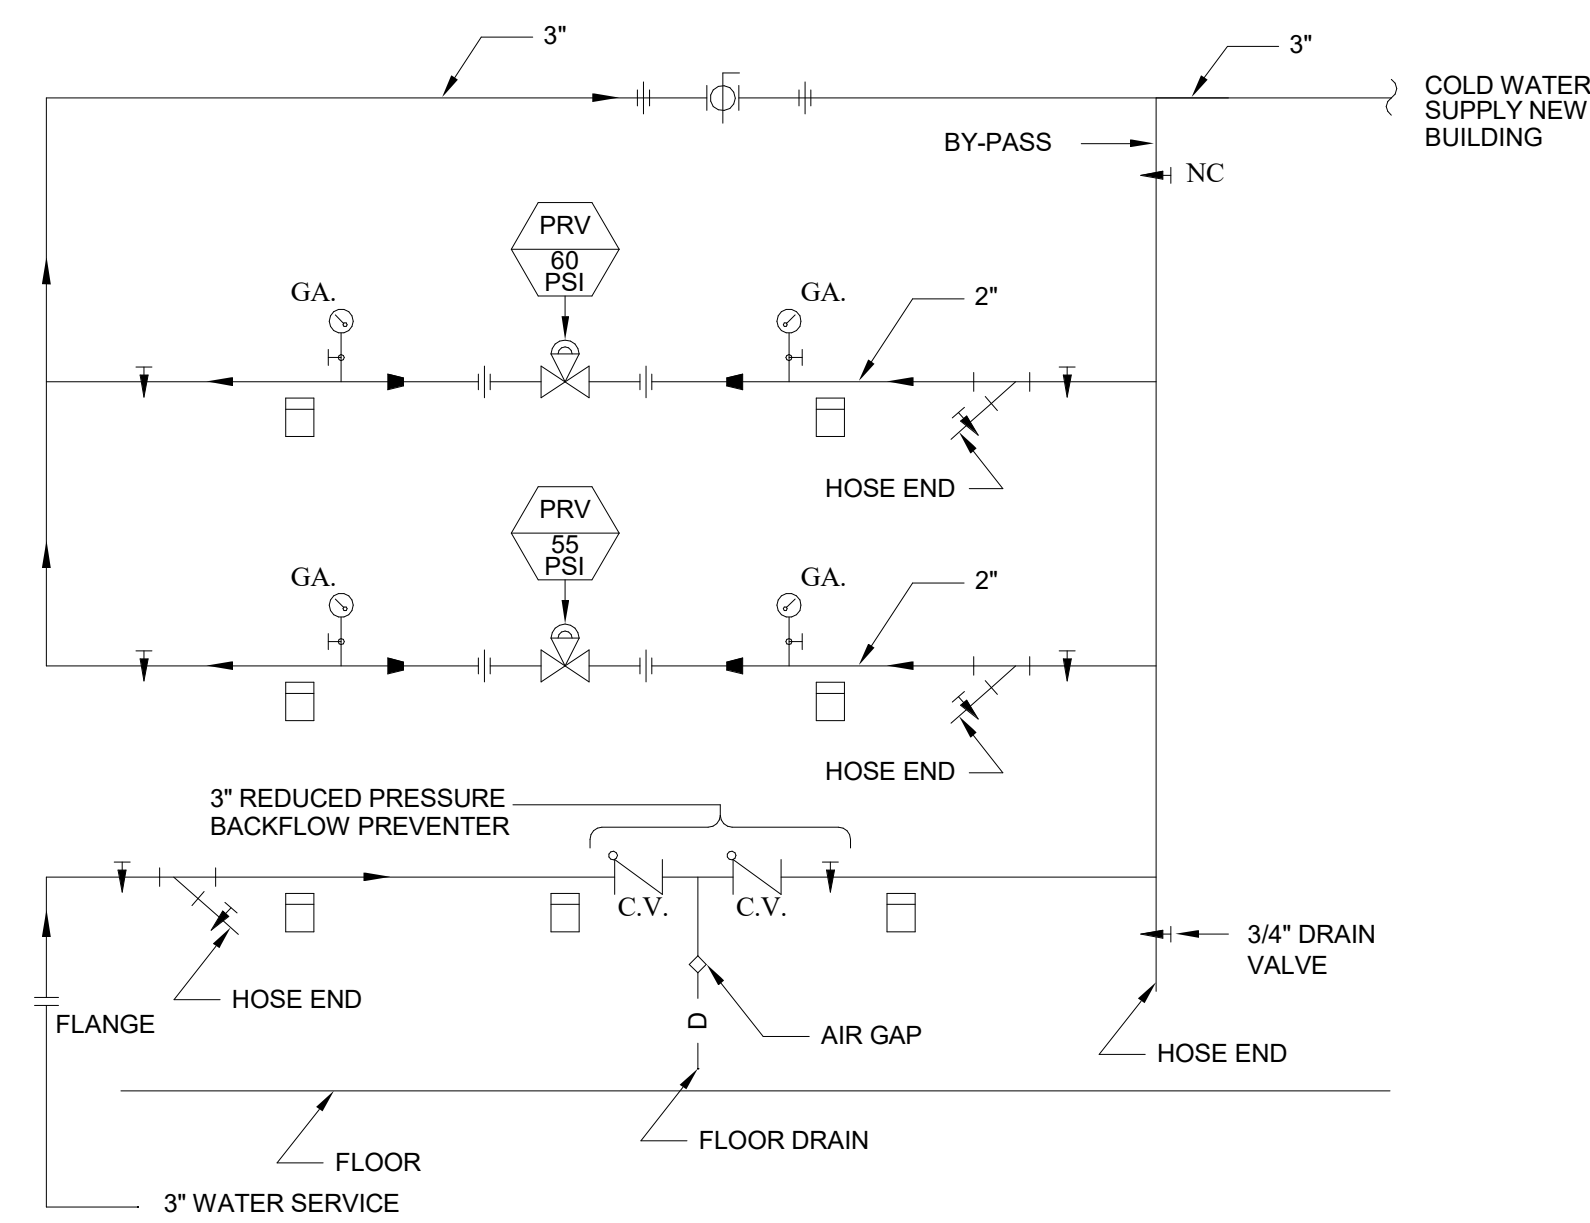 3"
3"
COLD WATER
SUPPLY NEW
BUILDING
BY-PASS
NC
PRV
60
PSI
GA.
GA.
2"
HOSE END
PRV
55
PSI
GA.
GA.
2"
HOSE END
3" REDUCED PRESSURE
BACKFLOW PREVENTER
C.V.
C.V.
3/4" DRAIN
VALVE
HOSE END
FLANGE
D
AIR GAP
HOSE END
FLOOR DRAIN
FLOOR
3" WATER SERVICE